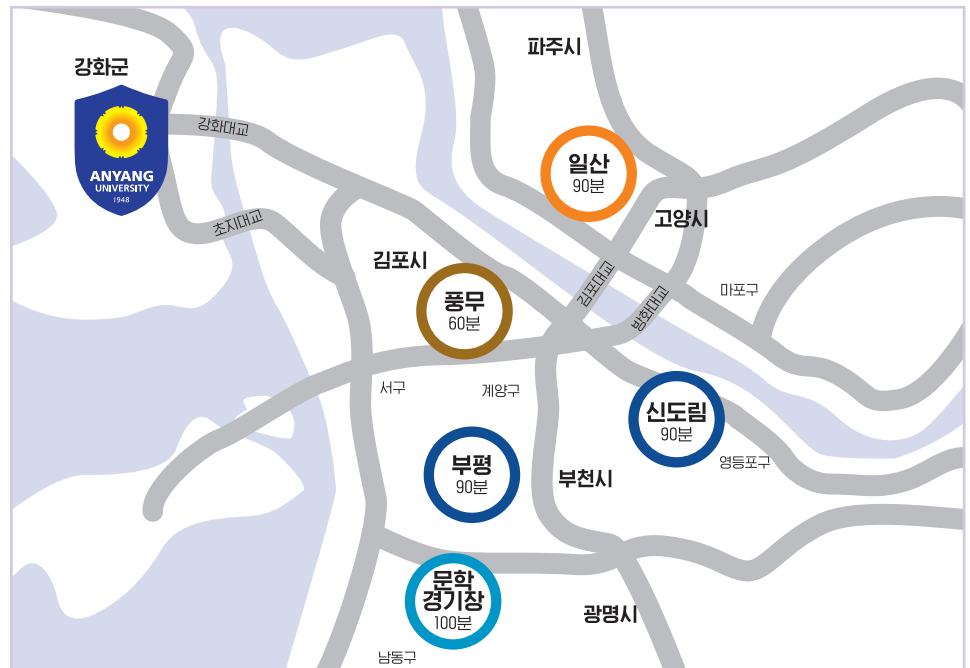 파주시
강화군
ANYANG
UNIVERSITY
1948
강화대교
초지대교
일산
90분
고양시
김포시
풍무
60분
김포대교
방화대교
마포구
서구
계양구
신도림
90분
영등포구
부평
90분
부천시
문학
경기장
100분
광명시
남동구